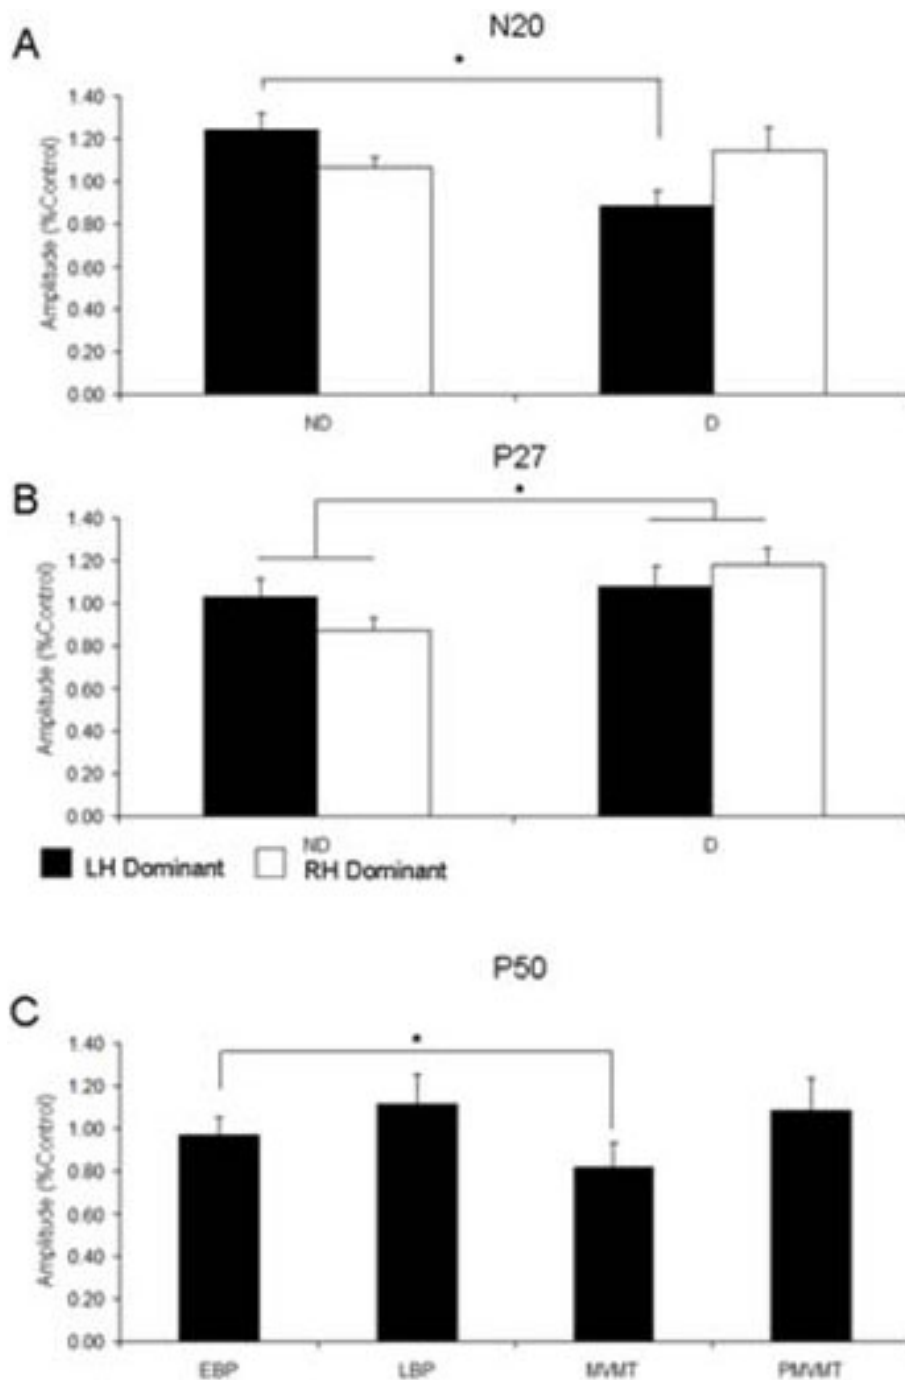 A
N20
*
Amplitude (%Control)
1.40
1.20
1.00
0.80
0.60
0.40
0.20
0.00
ND D
B
P27
*
Amplitude (%Control)
1.40
1.20
1.00
0.80
0.60
0.40
0.20
0.00
ND D
LH Dominant RH Dominant
P50
C
*
Amplitude (%Control)
1.40
1.20
1.00
0.80
0.60
0.40
0.20
0.00
EBP LBP MVMT PMVMT